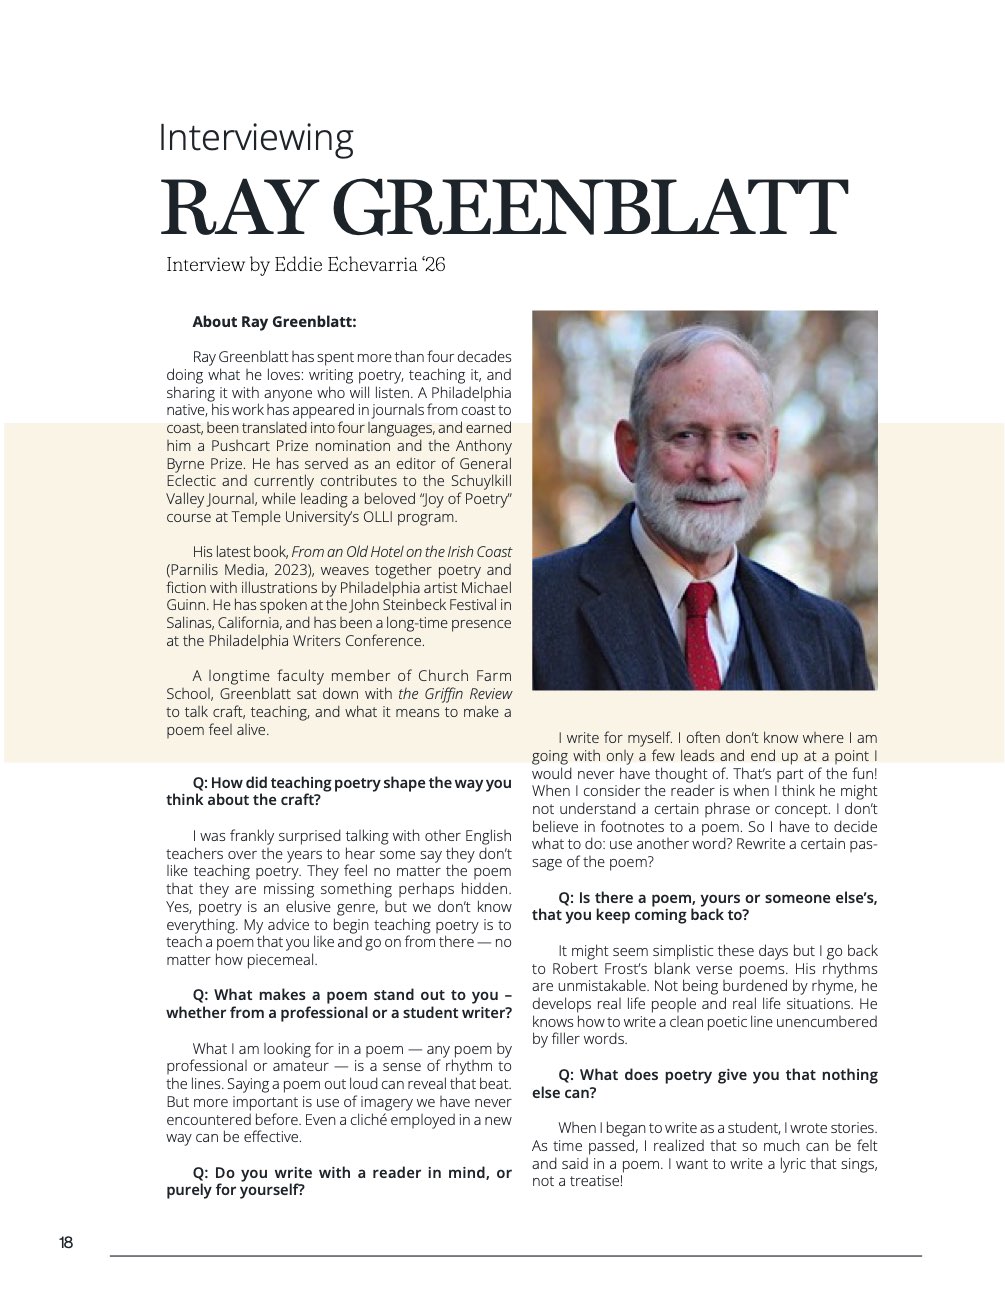 Interviewing
RAY GREENBLATT
Interview by Eddie Echevarria ‘26
About Ray Greenblatt:
Ray Greenblatt has spent more than four decades
doing what he loves: writing poetry, teaching it, and
sharing it with anyone who will listen. A Philadelphia
native, his work has appeared in journals from coast to
coast, been translated into four languages, and earned
him a Pushcart Prize nomination and the Anthony
Byrne Prize. He has served as an editor of General
Eclectic and currently contributes to the Schuylkill
Valley Journal, while leading a beloved “Joy of Poetry”
course at Temple University’s OLLI program.
His latest book, From an Old Hotel on the Irish Coast
(Parnilis Media, 2023), weaves together poetry and
fiction with illustrations by Philadelphia artist Michael
Guinn. He has spoken at the John Steinbeck Festival in
Salinas, California, and has been a long-time presence
at the Philadelphia Writers Conference.
A longtime faculty member of Church Farm
School, Greenblatt sat down with the Griffin Review
to talk craft, teaching, and what it means to make a
poem feel alive.
Q: How did teaching poetry shape the way you
think about the craft?
I was frankly surprised talking with other English
teachers over the years to hear some say they don’t
like teaching poetry. They feel no matter the poem
that they are missing something perhaps hidden.
Yes, poetry is an elusive genre, but we don’t know
everything. My advice to begin teaching poetry is to
teach a poem that you like and go on from there — no
matter how piecemeal.
Q: What makes a poem stand out to you –
whether from a professional or a student writer?
What I am looking for in a poem — any poem by
professional or amateur — is a sense of rhythm to
the lines. Saying a poem out loud can reveal that beat.
But more important is use of imagery we have never
encountered before. Even a cliché employed in a new
way can be effective.
Q: Do you write with a reader in mind, or
purely for yourself?
I write for myself. I often don’t know where I am
going with only a few leads and end up at a point I
would never have thought of. That’s part of the fun!
When I consider the reader is when I think he might
not understand a certain phrase or concept. I don’t
believe in footnotes to a poem. So I have to decide
what to do: use another word? Rewrite a certain pas-
sage of the poem?
Q: Is there a poem, yours or someone else’s,
that you keep coming back to?
It might seem simplistic these days but I go back
to Robert Frost’s blank verse poems. His rhythms
are unmistakable. Not being burdened by rhyme, he
develops real life people and real life situations. He
knows how to write a clean poetic line unencumbered
by filler words.
Q: What does poetry give you that nothing
else can?
When I began to write as a student, I wrote stories.
As time passed, I realized that so much can be felt
and said in a poem. I want to write a lyric that sings,
not a treatise!
18